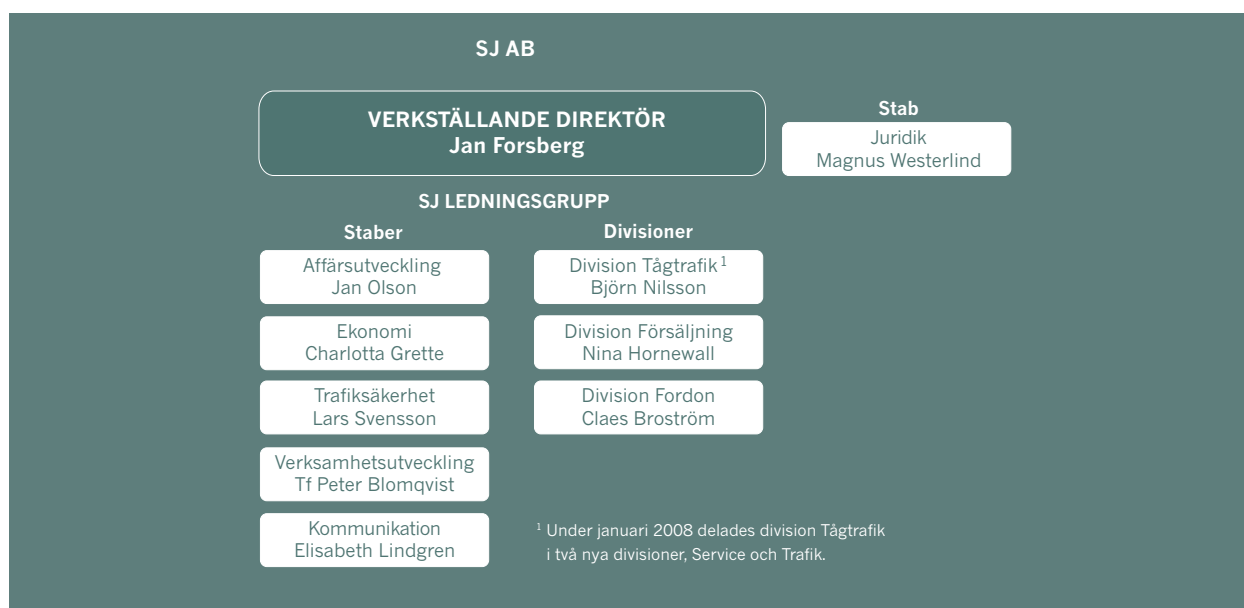 SJ AB
VERKSTÄLLANDE DIREKTÖR
Jan Forsberg
Stab
Juridik
Magnus Westerlind
SJ LEDNINGSGRUPP
Staber
Affärsutveckling
Jan Olson
Ekonomi
Charlotta Grette
Trafiksäkerhet
Lars Svensson
Verksamhetsutveckling
Tf Peter Blomqvist
Kommunikation
Elisabeth Lindgren
Divisioner
Division Tågtrafik ¹
Björn Nilsson
Division Försäljning
Nina Hornewall
Division Fordon
Claes Broström
¹ Under januari 2008 delades division Tågtrafik
i två nya divisioner, Service och Trafik.